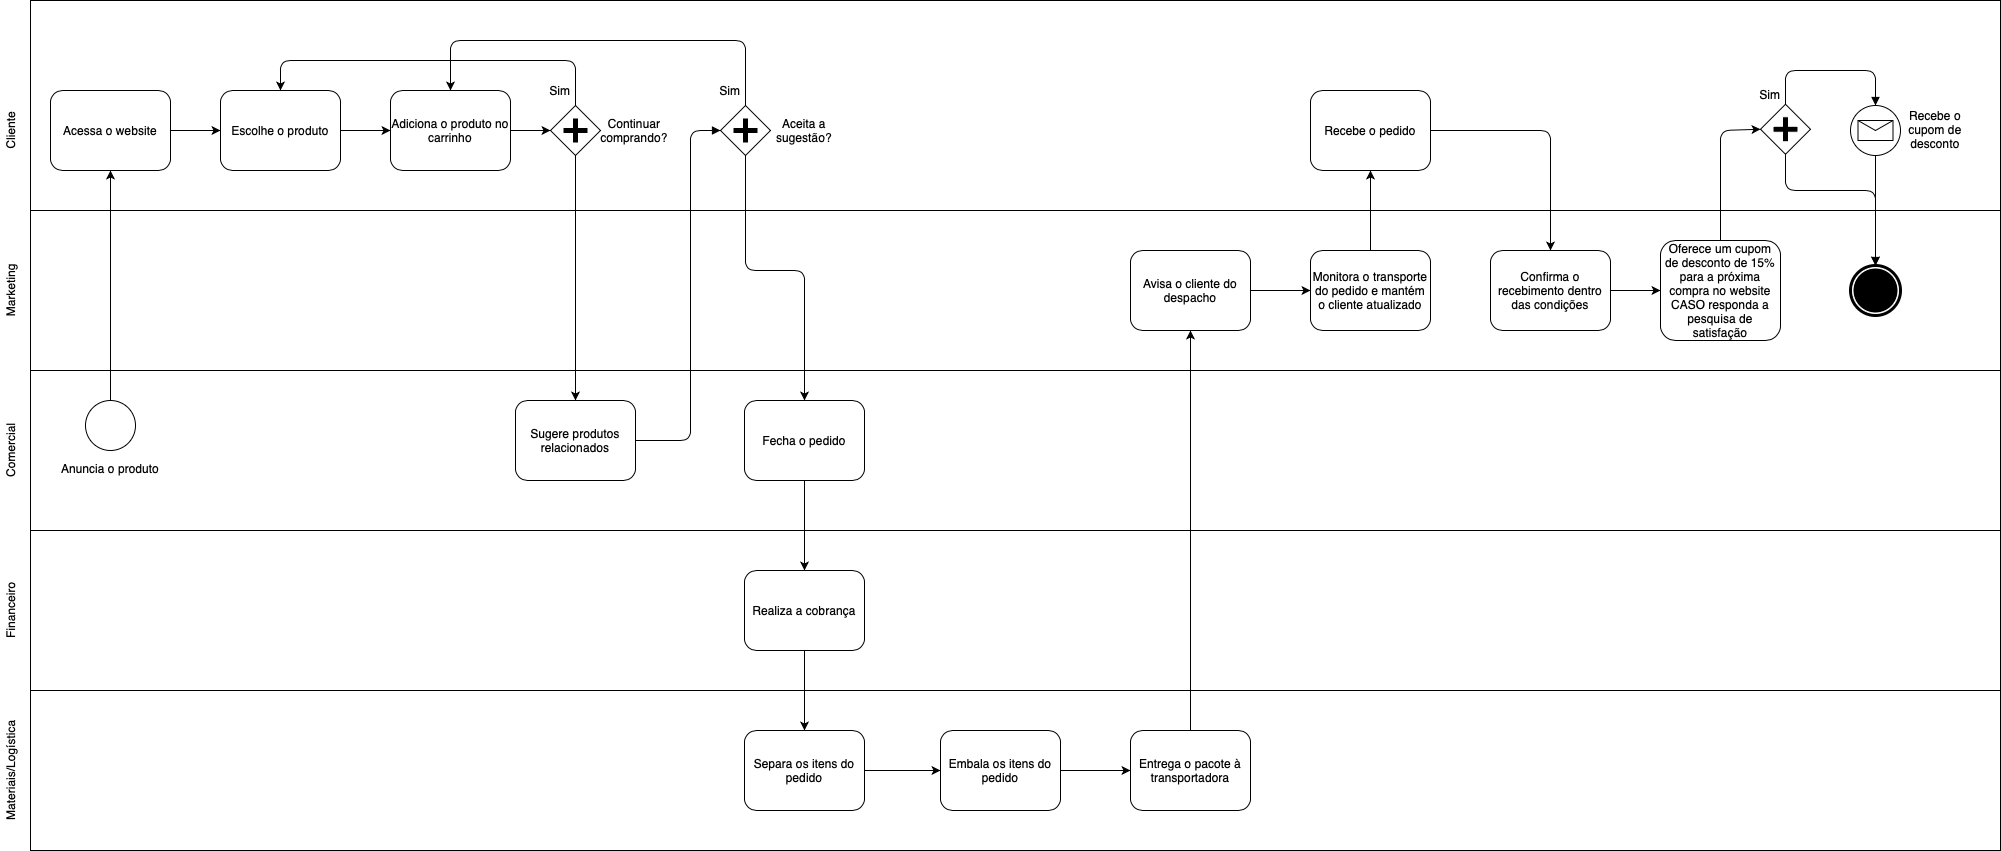 Cliente
Sim
Sim
Acessa o website
Escolhe o produto
Adiciona o produto no
carrinho
Continuar
comprando?
Aceita a
sugestão?
Recebe o pedido
Sim
Recebe o
cupom de
desconto
Marketing
Avisa o cliente do
despacho
Monitora o transporte
do pedido e mantém
o cliente atualizado
Confirma o
recebimento dentro
das condições
Oferece um cupom
de desconto de 15%
para a próxima
compra no website
CASO responda a
pesquisa de
satisfação
Comercial
Anuncia o produto
Sugere produtos
relacionados
Fecha o pedido
Financeiro
Realiza a cobrança
Materiais/Logística
Separa os itens do
pedido
Embala os itens do
pedido
Entrega o pacote à
transportadora